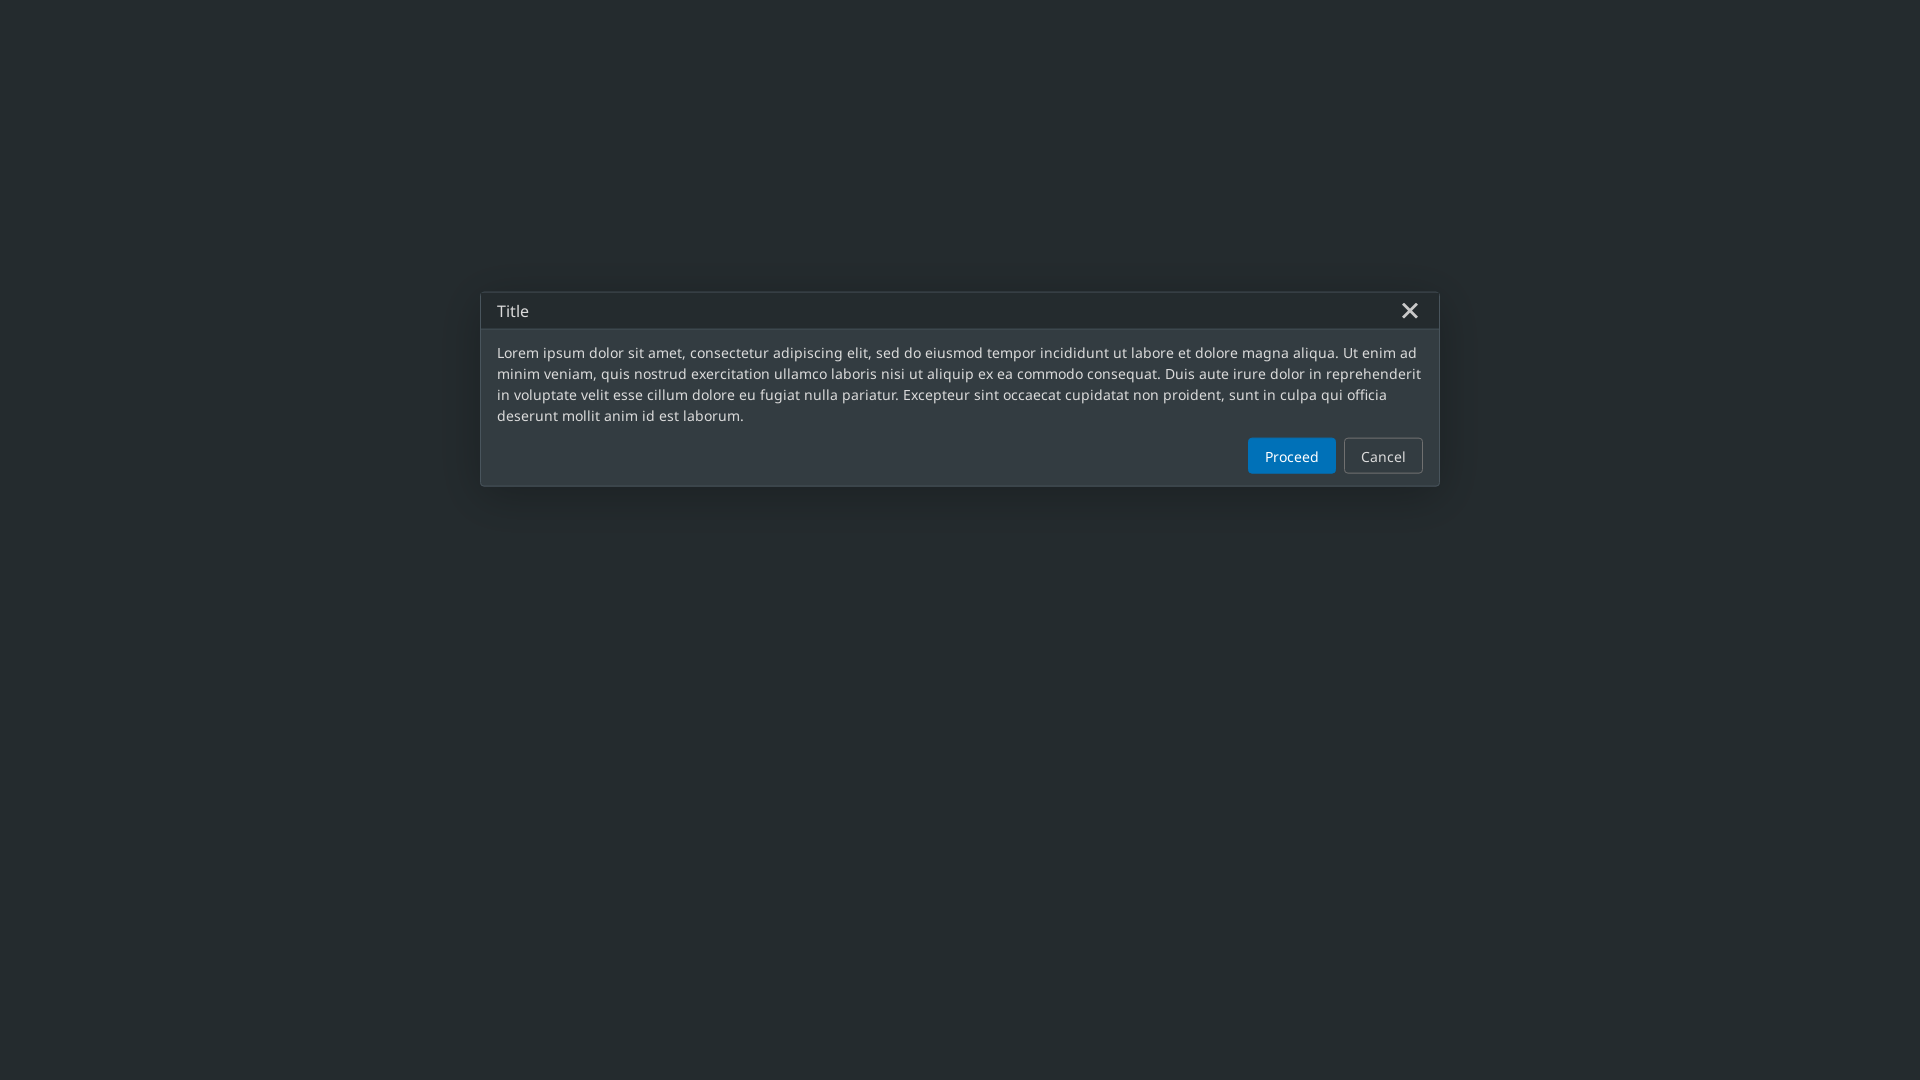 Title
Lorem ipsum dolor sit amet, consectetur adipiscing elit, sed do eiusmod tempor incididunt ut labore et dolore magna aliqua. Ut enim ad
minim veniam, quis nostrud exercitation ullamco laboris nisi ut aliquip ex ea commodo consequat. Duis aute irure dolor in reprehenderit
in voluptate velit esse cillum dolore eu fugiat nulla pariatur. Excepteur sint occaecat cupidatat non proident, sunt in culpa qui officia
deserunt mollit anim id est laborum.
Proceed Cancel